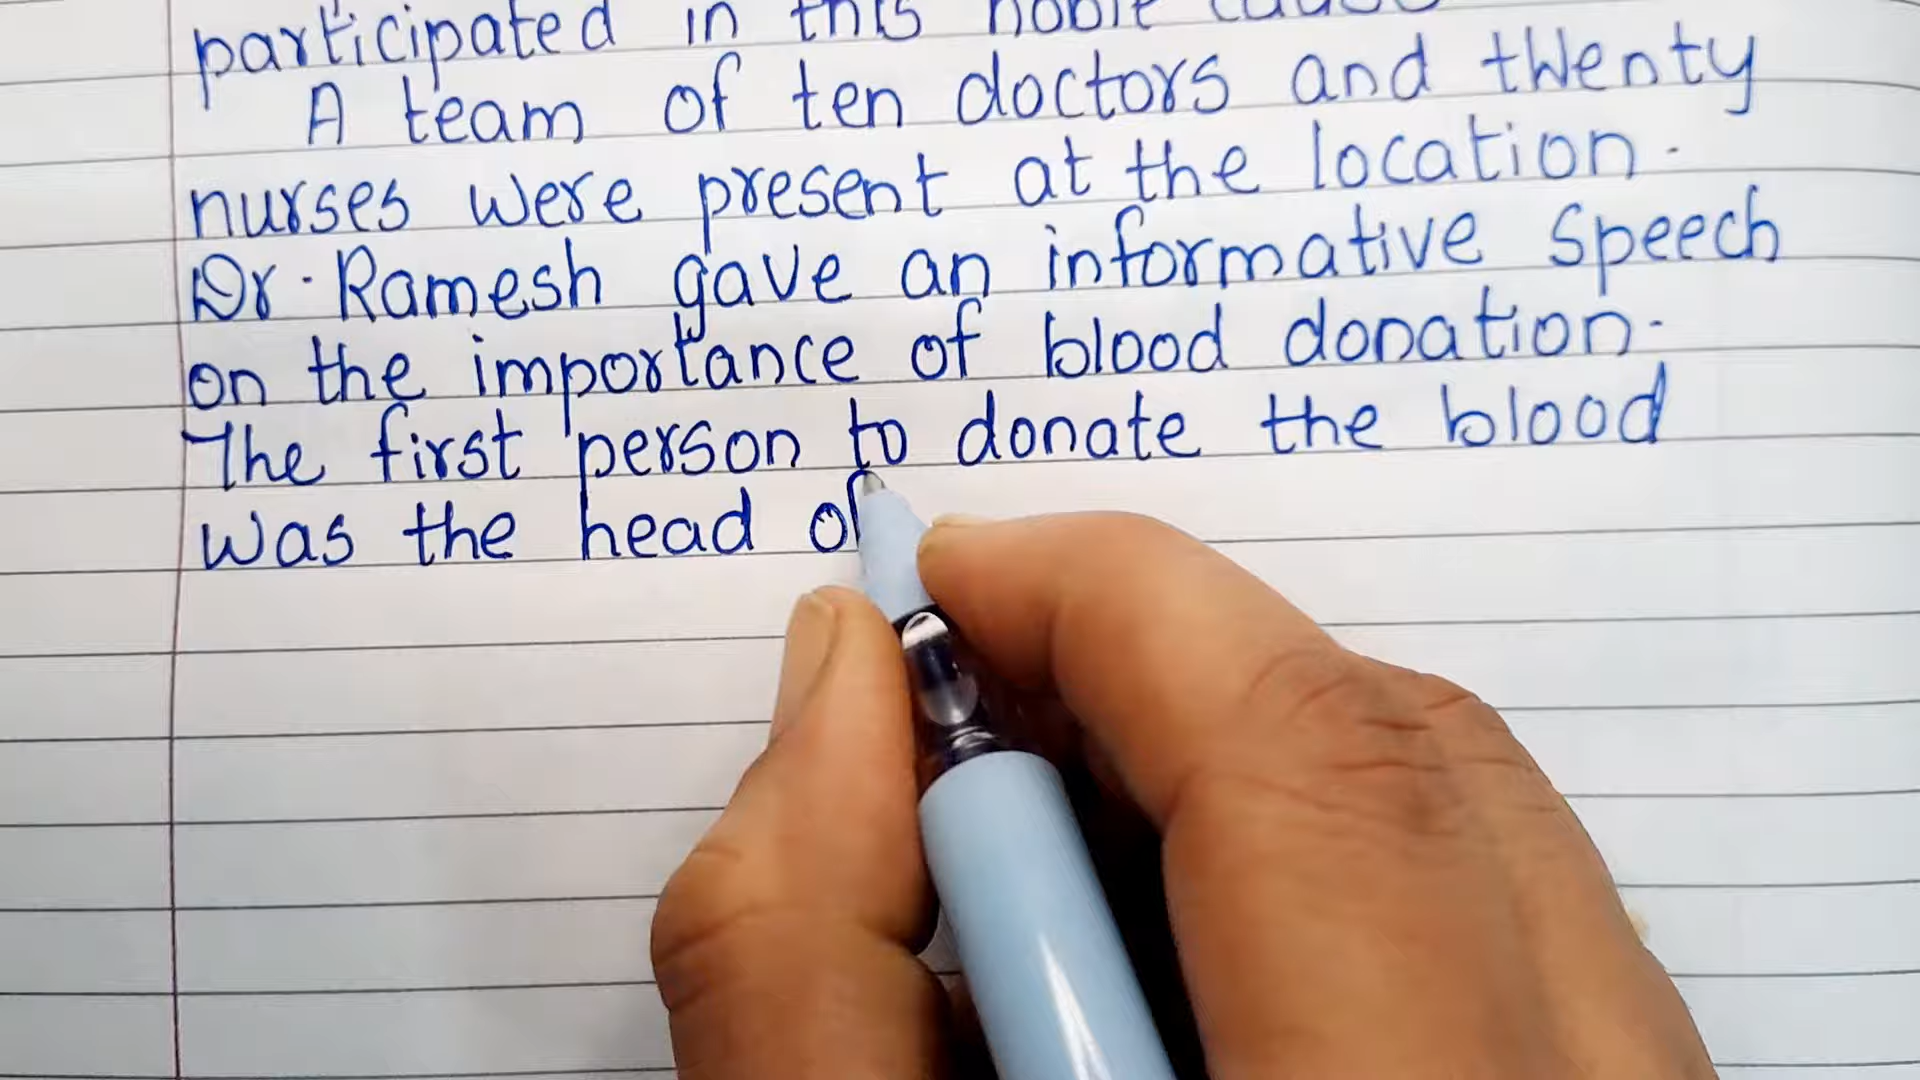 participated in this noble cause
A team of ten doctors and twenty
nurses were present at the location.
Dr. Ramesh gave an informative speech
on the importance of blood donation.
The first person to donate the blood
was the head of